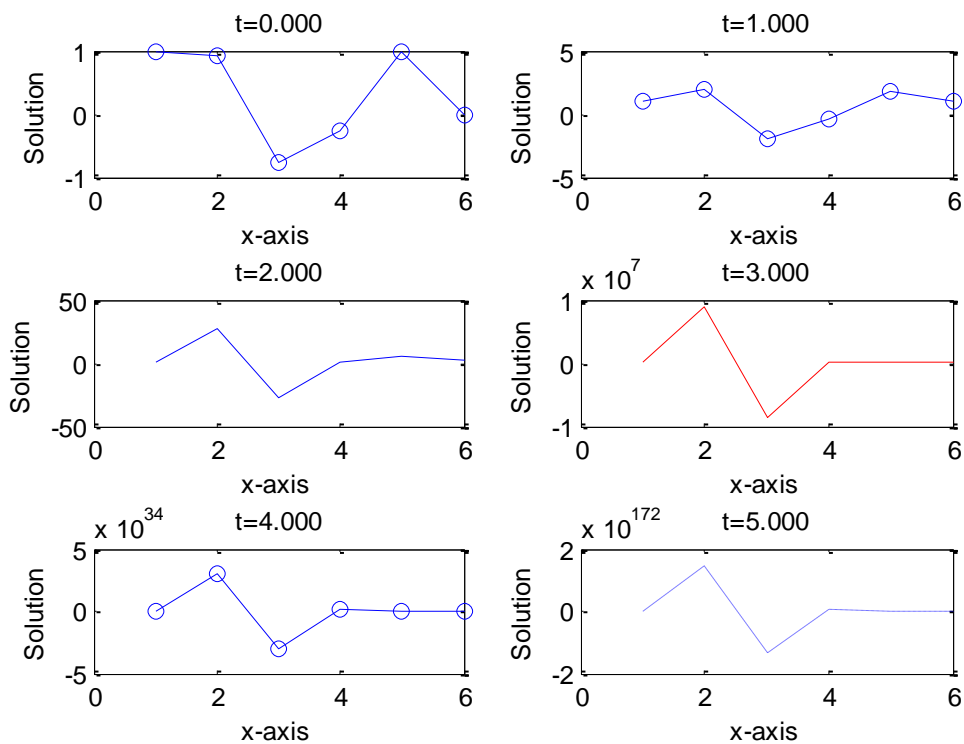 t=0.000
1
0
-1
0 2 4 6
Solution
x-axis
t=1.000
5
0
-5
0 2 4 6
Solution
x-axis
t=2.000
50
0
-50
0 2 4 6
Solution
x-axis
x 10^7
t=3.000
1
0
-1
0 2 4 6
Solution
x-axis
x 10^34
t=4.000
5
0
-5
0 2 4 6
Solution
x-axis
x 10^172
t=5.000
2
0
-2
0 2 4 6
Solution
x-axis